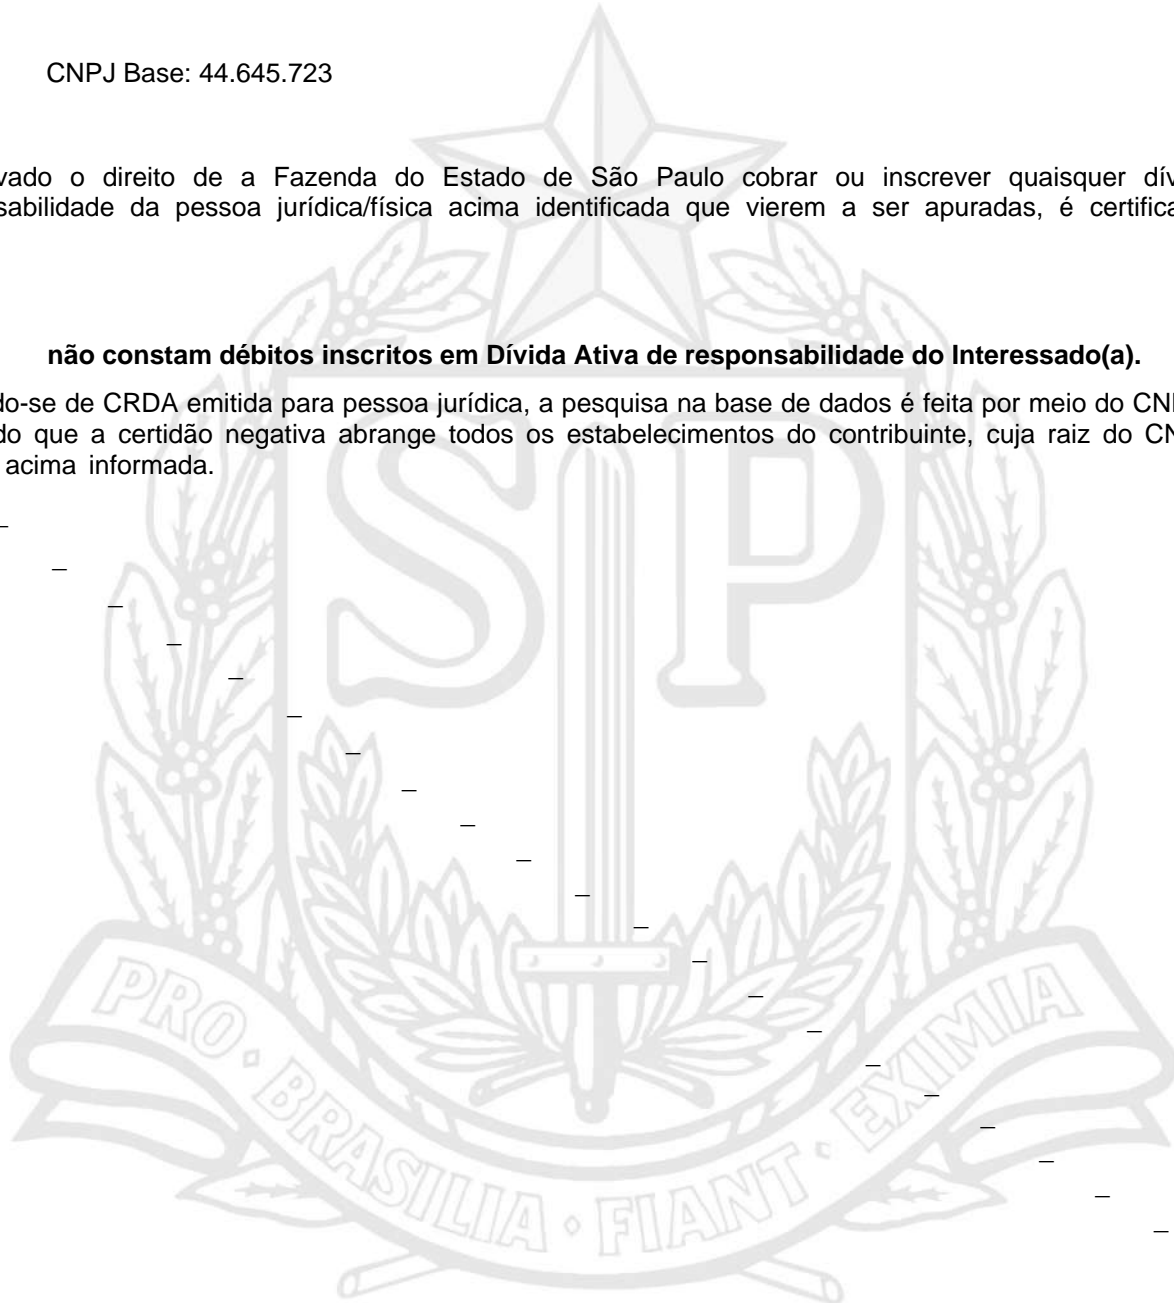 CNPJ Base: 44.645.723
vado o direito de a Fazenda do Estado de São Paulo cobrar ou inscrever quaisquer dív
sabilidade da pessoa jurídica/física acima identificada que vierem a ser apuradas, é certifica
não constam débitos inscritos em Dívida Ativa de responsabilidade do Interessado(a).
do-se de CRDA emitida para pessoa jurídica, a pesquisa na base de dados é feita por meio do CN
do que a certidão negativa abrange todos os estabelecimentos do contribuinte, cuja raiz do CN
acima informada.
SP
PRO • BRASILIA • FIANT • EXIMIA